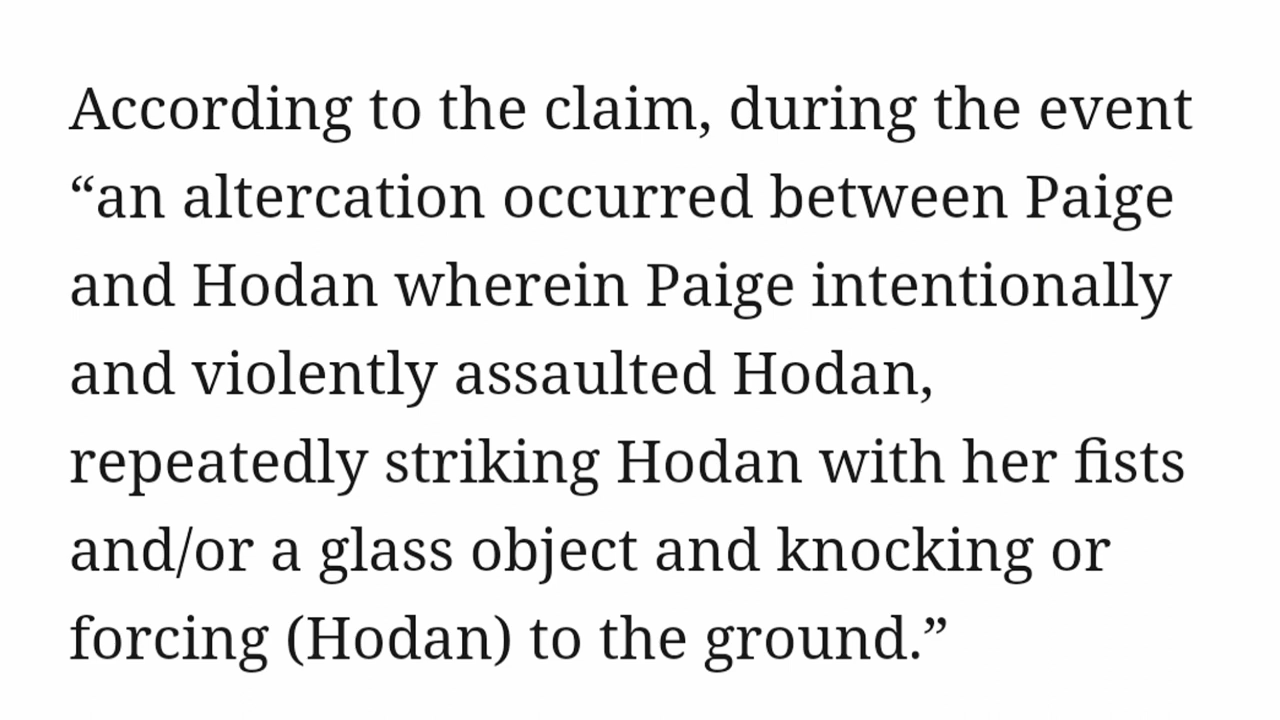 According to the claim, during the event
“an altercation occurred between Paige
and Hodan wherein Paige intentionally
and violently assaulted Hodan,
repeatedly striking Hodan with her fists
and/or a glass object and knocking or
forcing (Hodan) to the ground.”